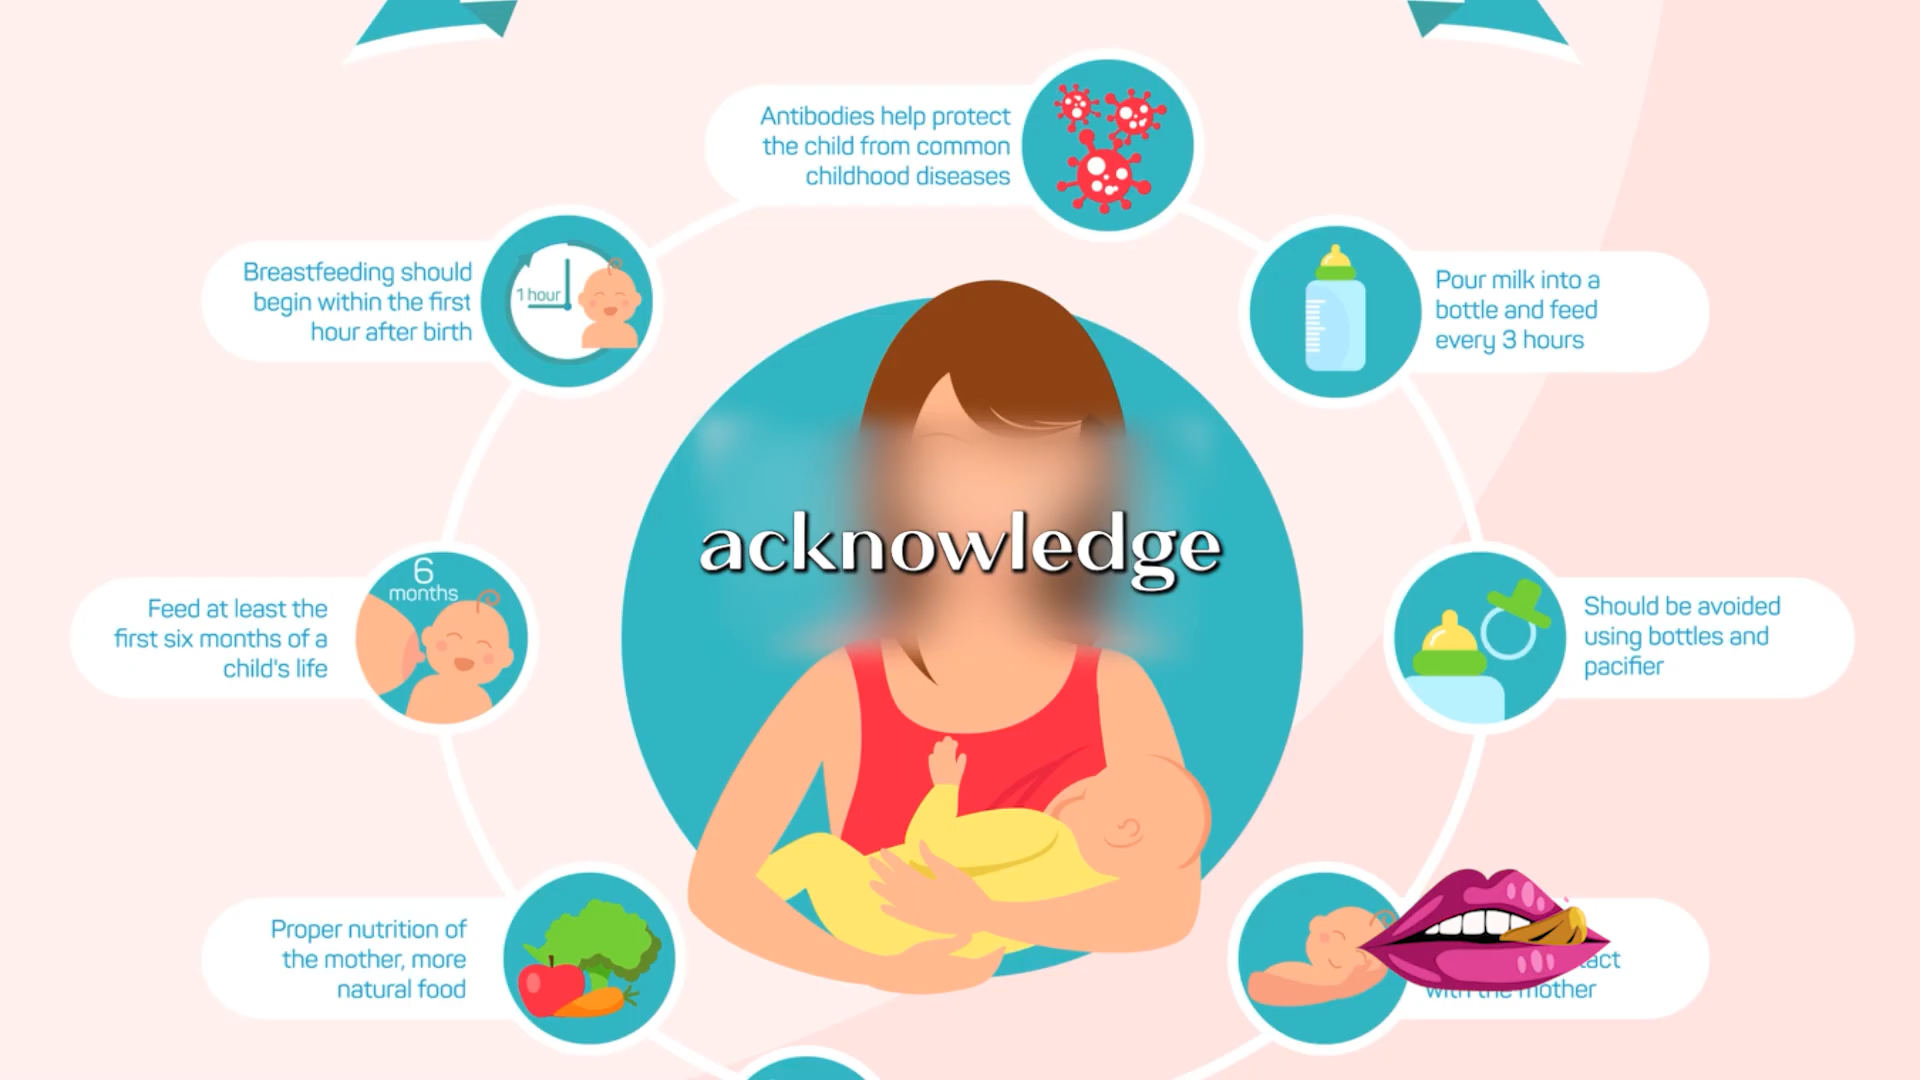 Antibodies help protect
the child from common
childhood diseases
Breastfeeding should
begin within the first
hour after birth
1 hour
Pour milk into a
bottle and feed
every 3 hours
acknowledge
6
months
Feed at least the
first six months of a
child's life
Should be avoided
using bottles and
pacifier
Proper nutrition of
the mother, more
natural food
with the mother